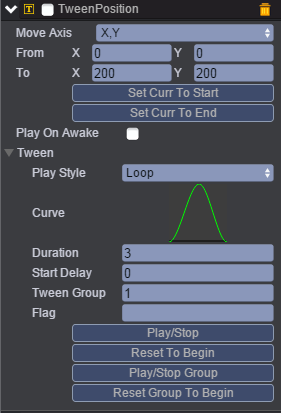 TweenPosition
Move Axis X,Y
From X 0 Y 0
To X 200 Y 200
Set Curr To Start
Set Curr To End
Play On Awake
Tween
Play Style Loop
Curve
Duration 3
Start Delay 0
Tween Group 1
Flag
Play/Stop
Reset To Begin
Play/Stop Group
Reset Group To Begin